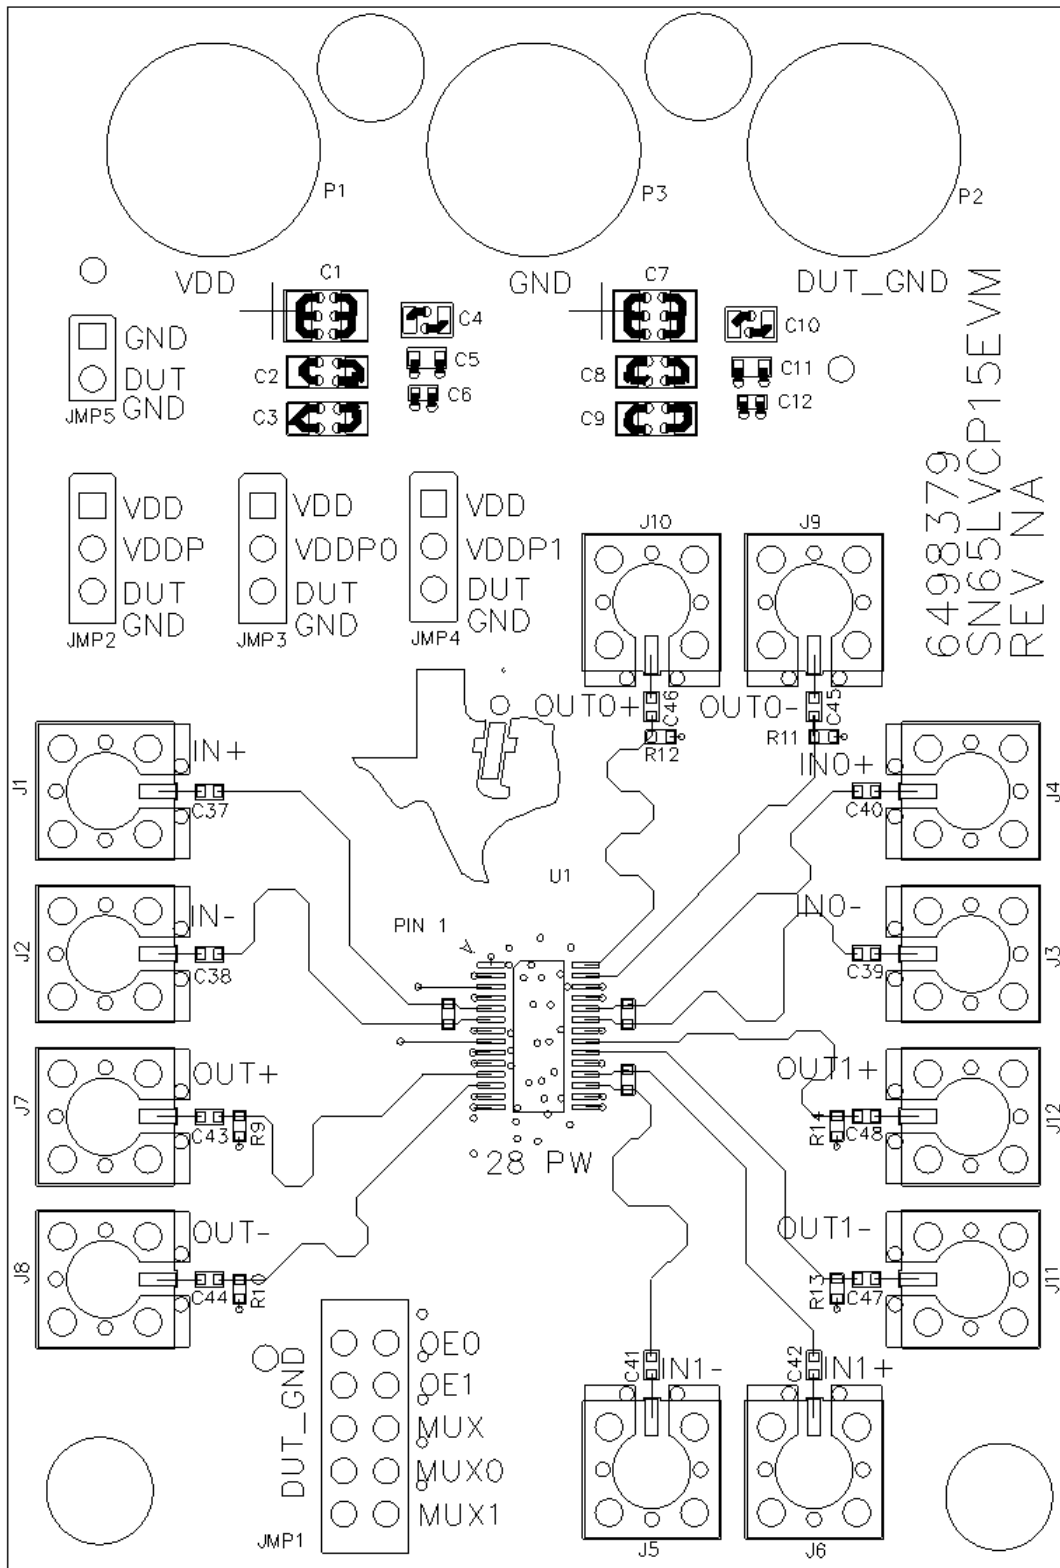 P1
P3
P2
VDD
C1
GND
C7
DUT_GND
GND
DUT
GND
JMP5
C4
C2
C5
C3
C6
C10
C8
C11
C9
C12
6498379
SN65LVCP15EVM
REV NA
VDD
VDDP
DUT
GND
JMP2
VDD
VDDP0
DUT
GND
JMP3
VDD
VDDP1
DUT
GND
JMP4
J10
J9
OUT0+
C46
OUT0-
C45
R12
R11
J1
IN+
C37
IN0+
C40
J4
U1
PIN 1
J2
IN-
C38
IN0-
C39
J3
J7
OUT+
C43
R9
OUT1+
R14
C48
J12
28 PW
J8
OUT-
C44
R10
OUT1-
R13
C47
J11
DUT_GND
OE0
OE1
MUX
MUX0
MUX1
JMP1
C41
IN1-
C42
IN1+
J5
J6